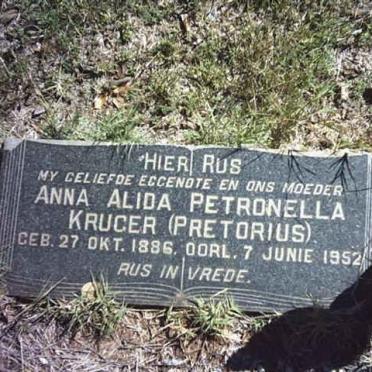 HIER RUS
MY GELIEFDE EGGENOTE EN ONS MOEDER
ANNA ALIDA PETRONELLA
KRUGER (PRETORIUS)
GEB. 27 OKT. 1886. OORL. 7 JUNIE 1952
RUS IN VREDE.